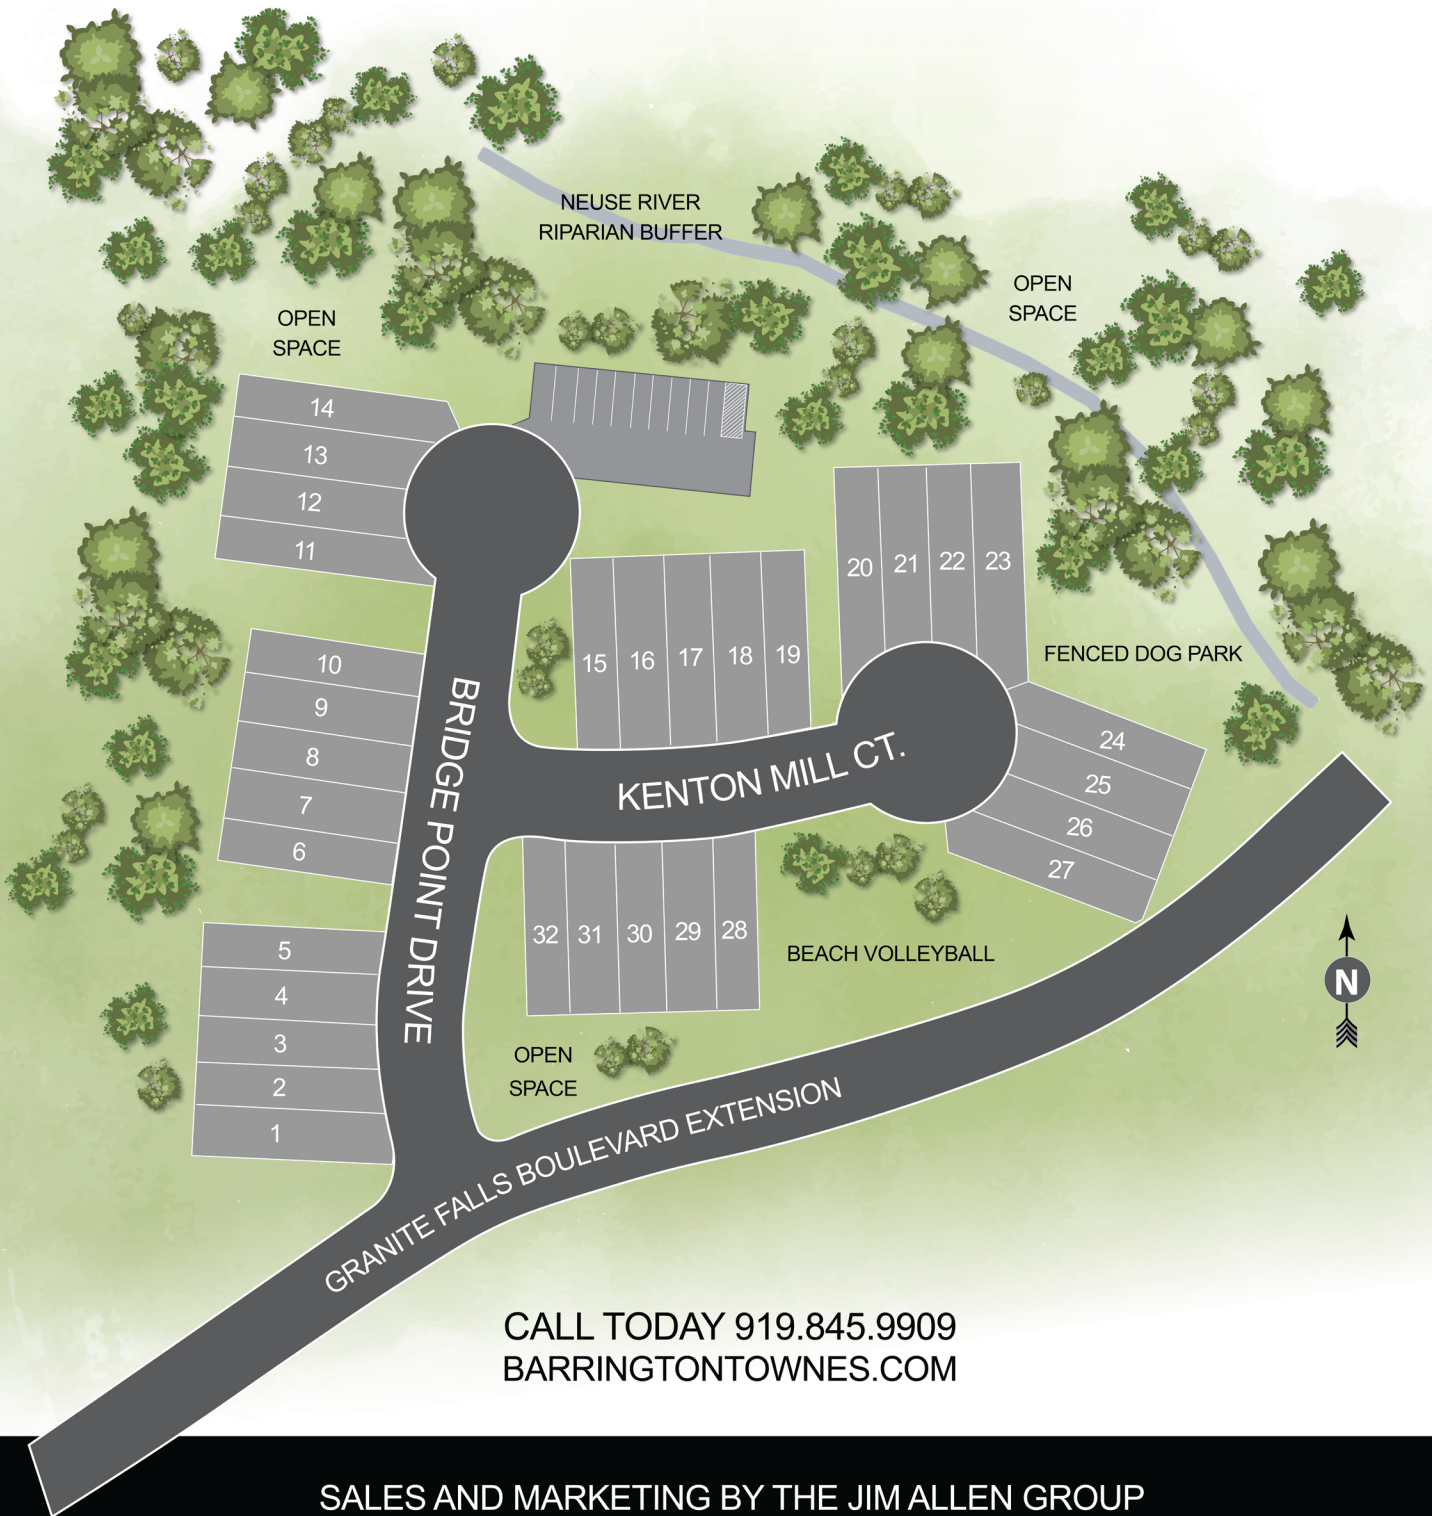 NEUSE RIVER
RIPARIAN BUFFER
OPEN
SPACE
OPEN
SPACE
14
13
12
11
20
21
22
23
10
9
8
7
6
15
16
17
18
19
FENCED DOG PARK
BRIDGE POINT DRIVE
KENTON MILL CT.
24
25
26
27
5
4
3
2
1
32
31
30
29
28
BEACH VOLLEYBALL
N
OPEN
SPACE
GRANITE FALLS BOULEVARD EXTENSION
CALL TODAY 919.845.9909
BARRINGTONTOWNES.COM
SALES AND MARKETING BY THE JIM ALLEN GROUP